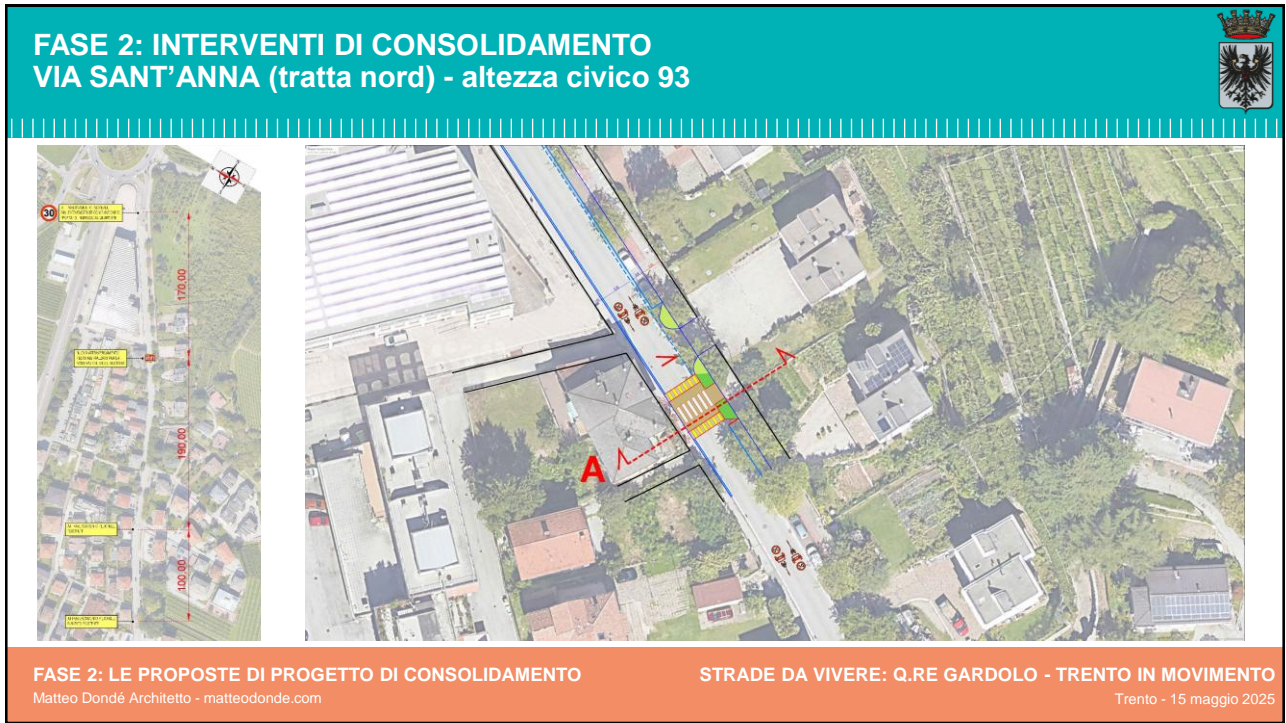 FASE 2: INTERVENTI DI CONSOLIDAMENTO
VIA SANT'ANNA (tratta nord) - altezza civico 93
30
170,00
190,00
100,00
A
FASE 2: LE PROPOSTE DI PROGETTO DI CONSOLIDAMENTO
Matteo Dondé Architetto - matteodonde.com
STRADE DA VIVERE: Q.RE GARDOLO - TRENTO IN MOVIMENTO
Trento - 15 maggio 2025